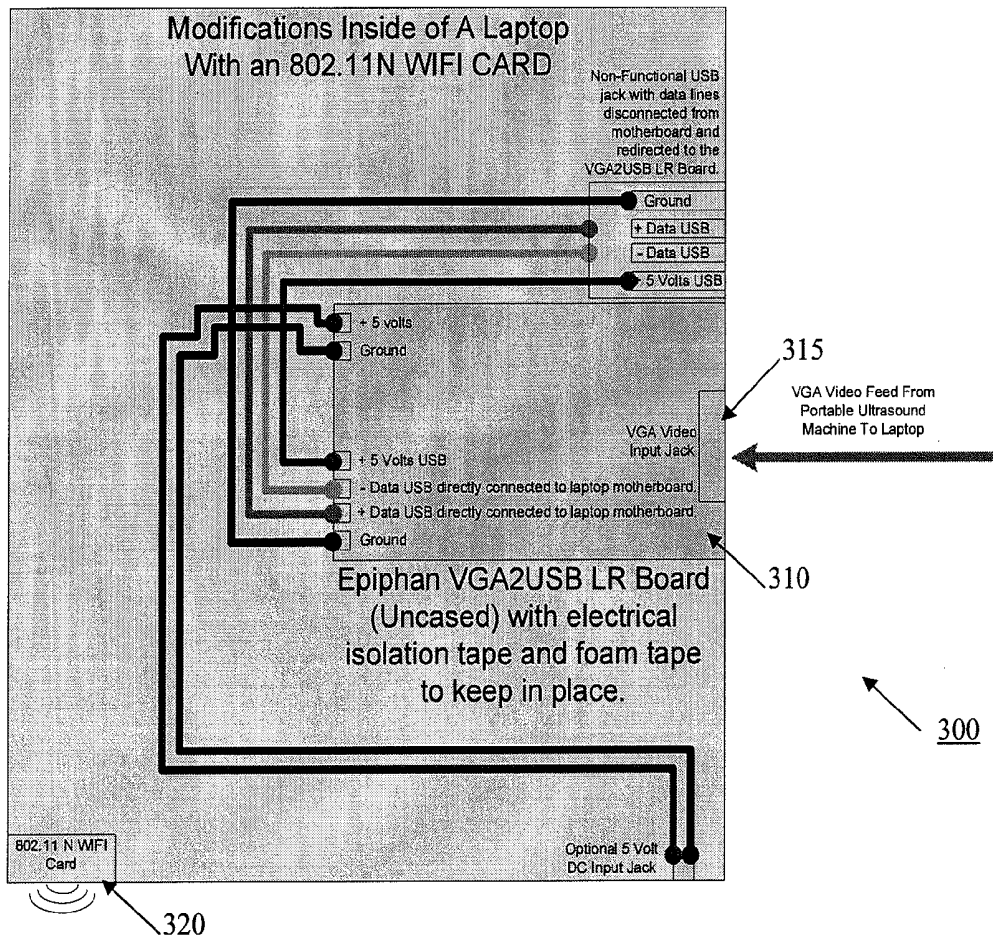 Modifications Inside of A Laptop
With an 802.11N WIFI CARD
Non-Functional USB
jack with data lines
disconnected from
motherboard and
redirected to the
VGA2USB LR Board.
Ground
+ Data USB
- Data USB
+ 5 Volts USB
+ 5 volts
Ground
315
VGA Video Feed From
Portable Ultrasound
Machine To Laptop
VGA Video
Input Jack
+ 5 Volts USB
- Data USB directly connected to laptop motherboard.
+ Data USB directly connected to laptop motherboard.
Ground
310
Epiphan VGA2USB LR Board
(Uncased) with electrical
isolation tape and foam tape
to keep in place.
300
802.11 N WIFI
Card
Optional 5 Volt
DC Input Jack
320